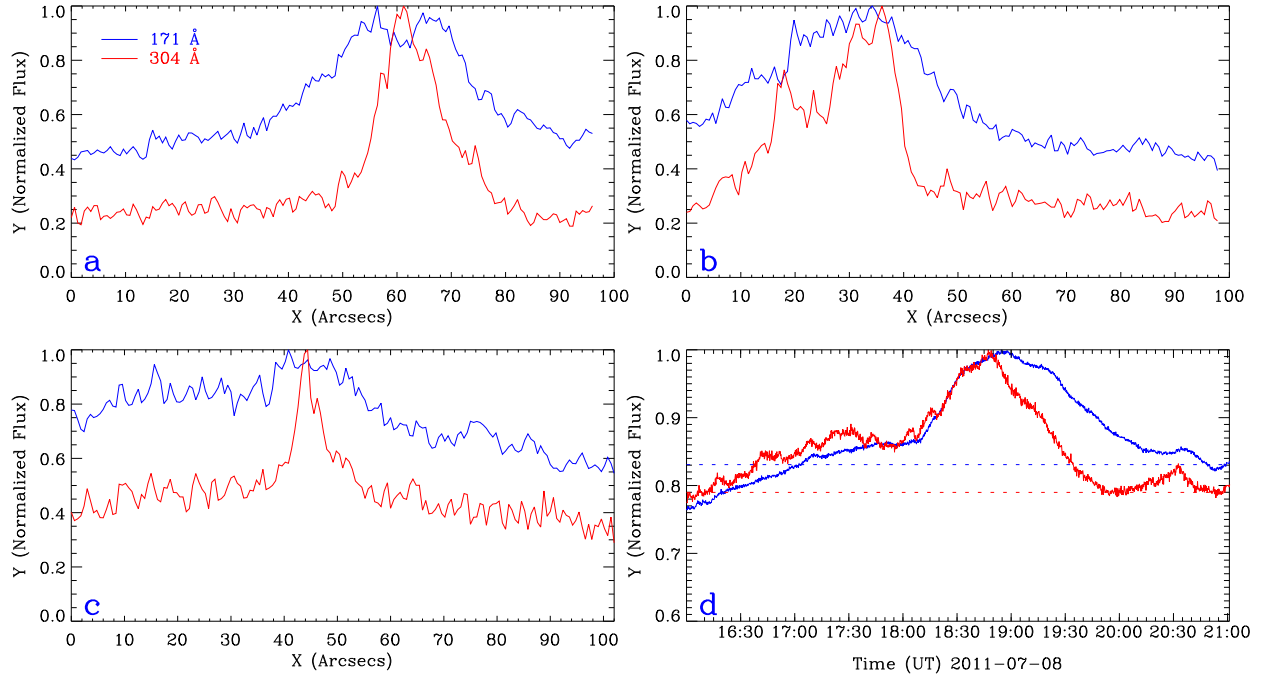 1.0
0.8
0.6
0.4
0.2
0.0
Y (Normalized Flux)
171 Å
304 Å
a
0 10 20 30 40 50 60 70 80 90 100
X (Arcsecs)
1.0
0.8
0.6
0.4
0.2
0.0
Y (Normalized Flux)
b
0 20 40 60 80 100
10 30 50 70 90
X (Arcsecs)
1.0
0.8
0.6
0.4
0.2
0.0
Y (Normalized Flux)
c
0 10 20 30 40 50 60 70 80 90 100
X (Arcsecs)
1.0
0.9
0.8
0.7
0.6
Y (Normalized Flux)
d
16:30 17:00 17:30 18:00 18:30 19:00 19:30 20:00 20:30 21:00
Time (UT) 2011-07-08